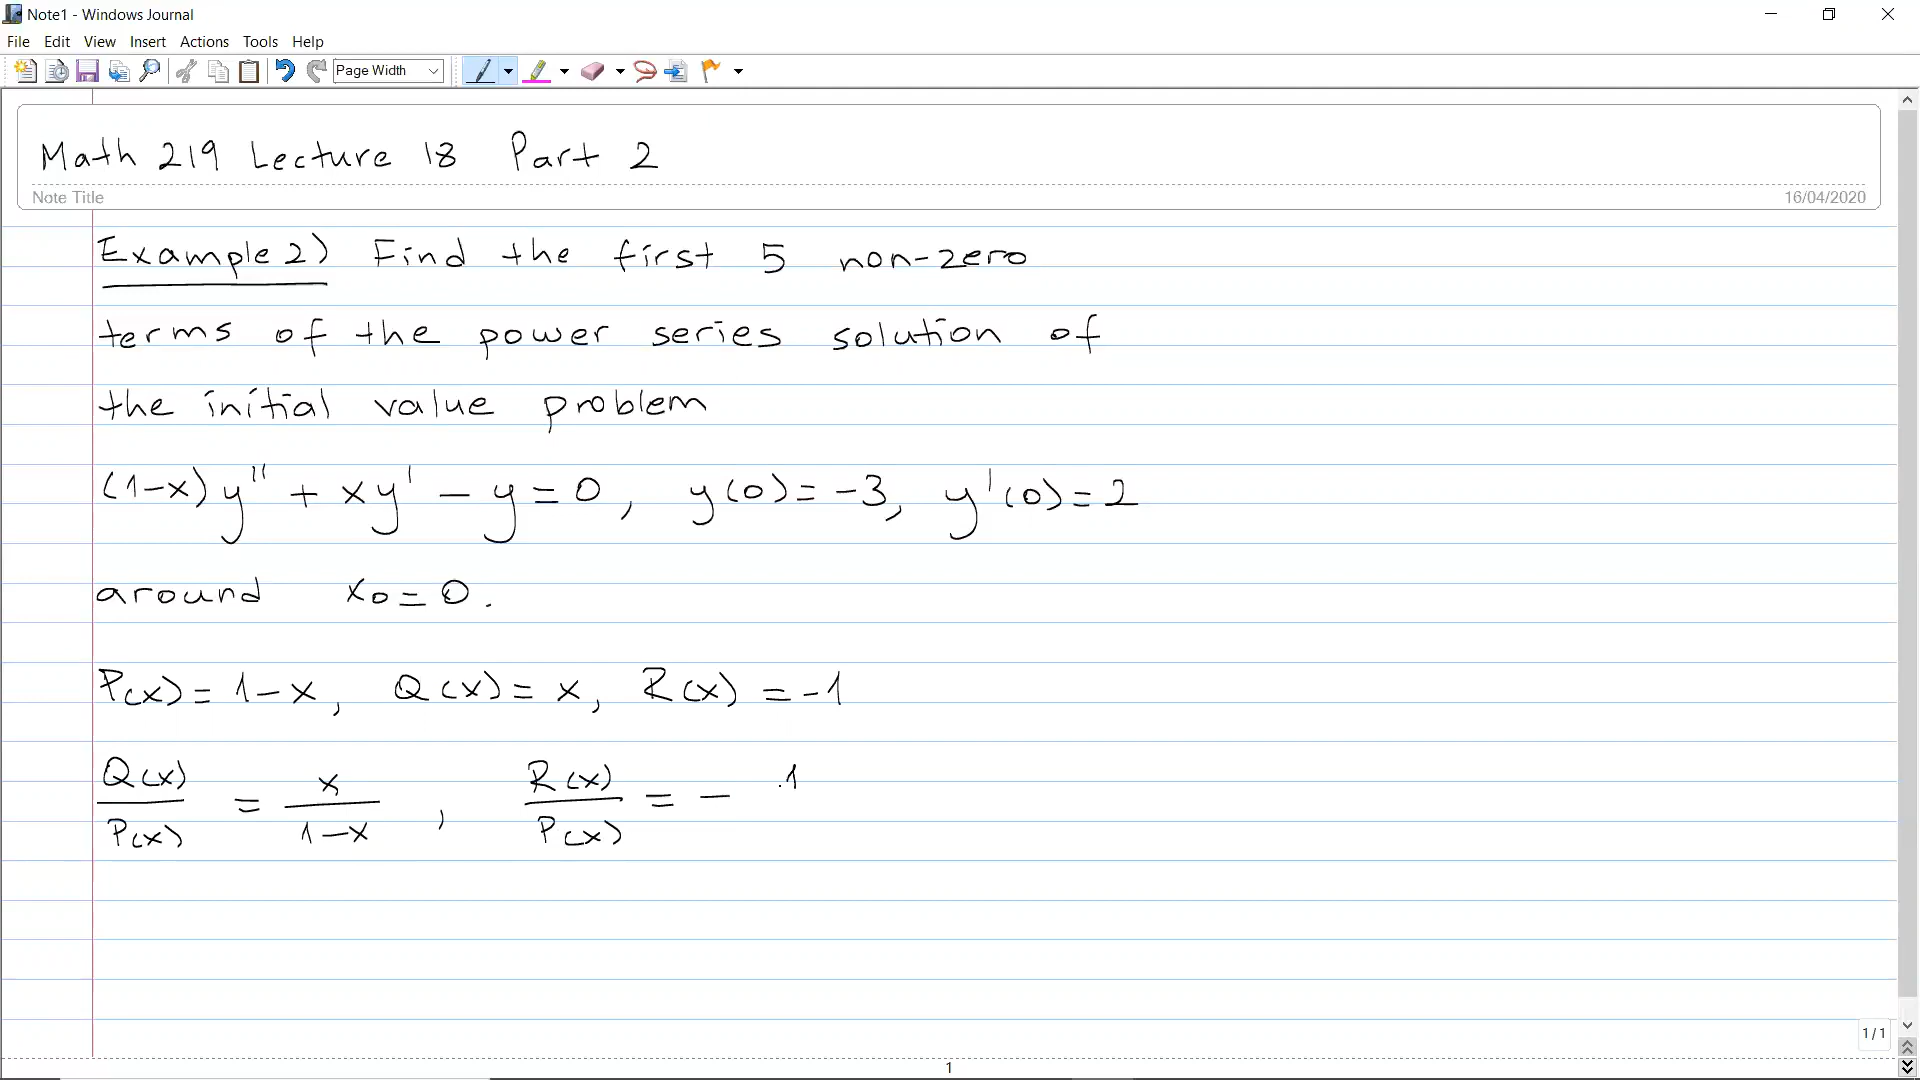 Note1 - Windows Journal
File Edit View Insert Actions Tools Help
Page Width
Math 219 Lecture 18 Part 2
Note Title 16/04/2020
Example 2) Find the first 5 non-zero
terms of the power series solution of
the initial value problem
(1-x)y'' + xy' - y = 0, y(0) = -3, y'(0) = 2
around x₀ = 0.
P(x) = 1-x, Q(x) = x, R(x) = -1
Q(x)/P(x) = x/(1-x), R(x)/P(x) = - 1
1/1
1